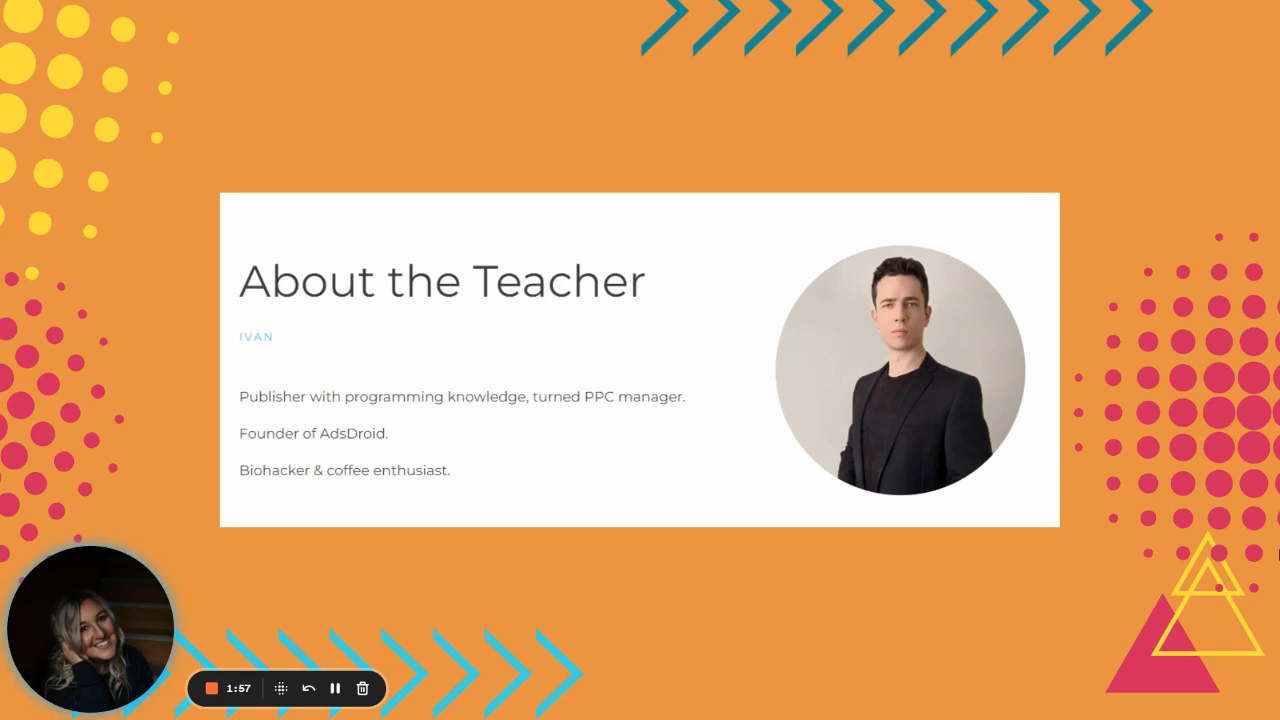 About the Teacher
IVAN
Publisher with programming knowledge, turned PPC manager.
Founder of AdsDroid.
Biohacker & coffee enthusiast.
1:57